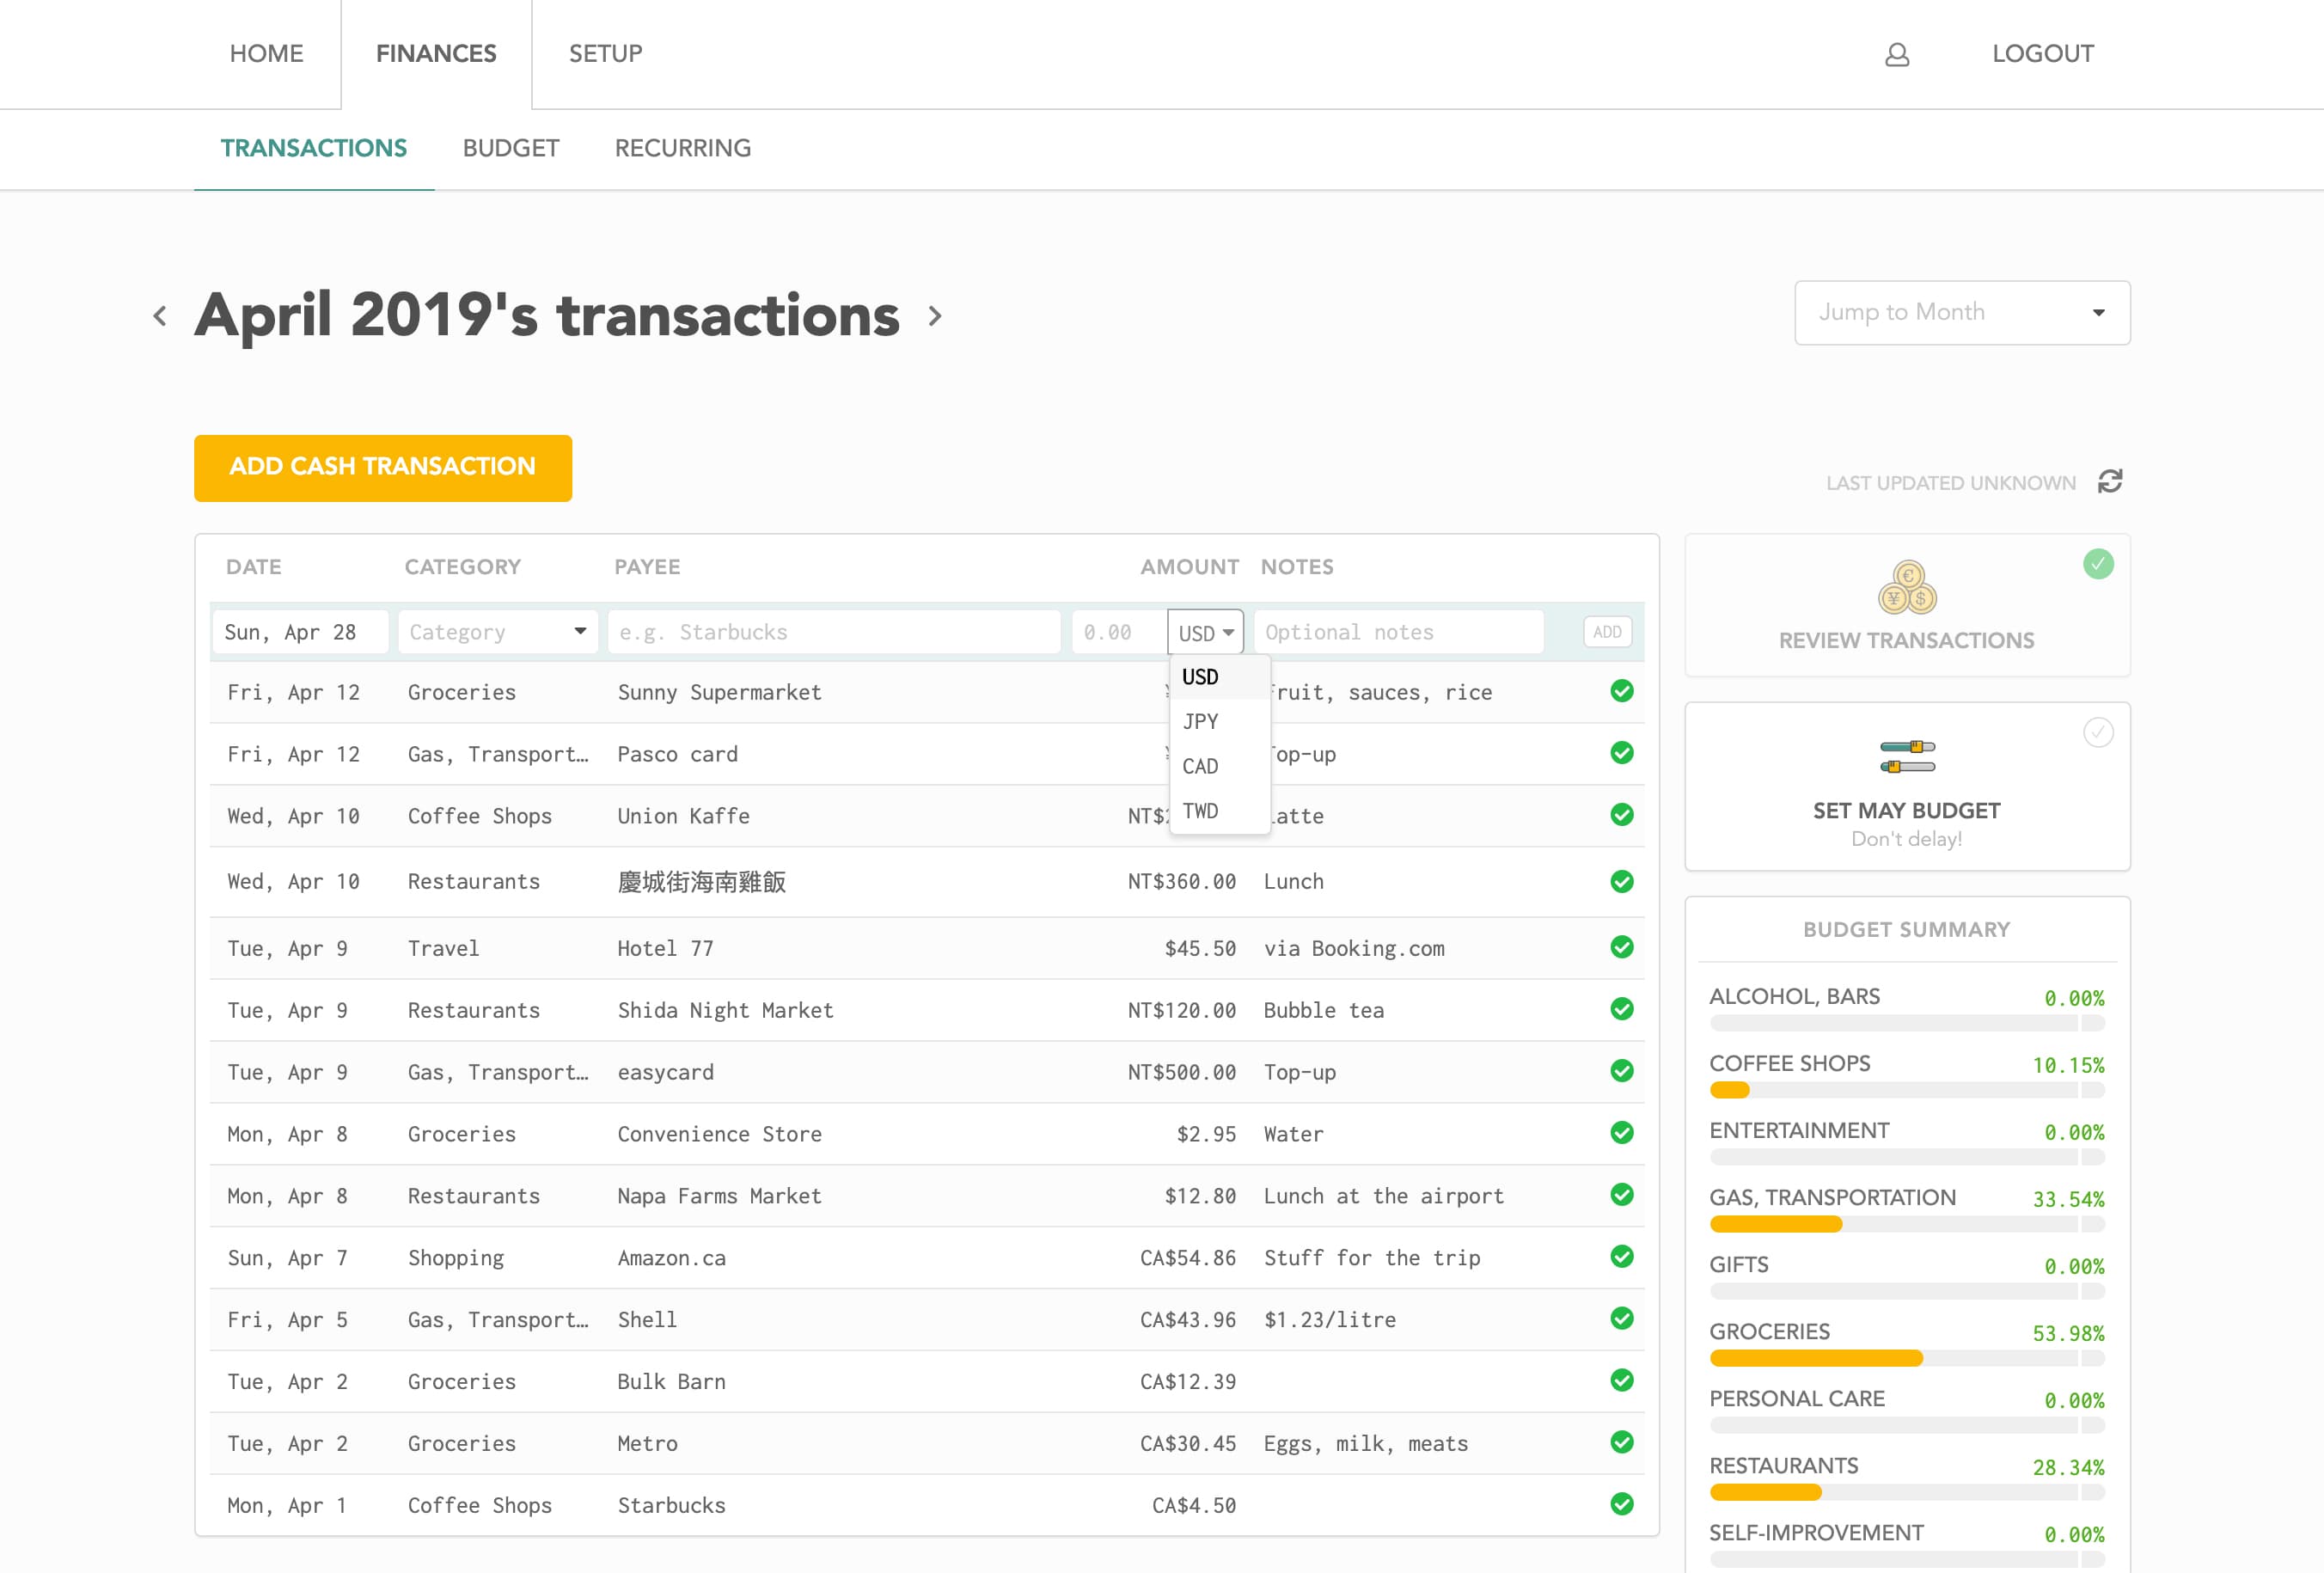 HOME FINANCES SETUP LOGOUT
TRANSACTIONS BUDGET RECURRING
April 2019's transactions
Jump to Month
ADD CASH TRANSACTION
LAST UPDATED UNKNOWN
DATE CATEGORY PAYEE AMOUNT NOTES
Sun, Apr 28 Category e.g. Starbucks 0.00 USD Optional notes ADD
USD
JPY
CAD
TWD
Fri, Apr 12 Groceries Sunny Supermarket sauces, rice
Fri, Apr 12 Gas, Transport… Pasco card
Wed, Apr 10 Coffee Shops Union Kaffe
Wed, Apr 10 Restaurants 慶城街海南雞飯 NT$360.00 Lunch
Tue, Apr 9 Travel Hotel 77 $45.50 via Booking.com
Tue, Apr 9 Restaurants Shida Night Market NT$120.00 Bubble tea
Tue, Apr 9 Gas, Transport… easycard NT$500.00 Top-up
Mon, Apr 8 Groceries Convenience Store $2.95 Water
Mon, Apr 8 Restaurants Napa Farms Market $12.80 Lunch at the airport
Sun, Apr 7 Shopping Amazon.ca CA$54.86 Stuff for the trip
Fri, Apr 5 Gas, Transport… Shell CA$43.96 $1.23/litre
Tue, Apr 2 Groceries Bulk Barn CA$12.39
Tue, Apr 2 Groceries Metro CA$30.45 Eggs, milk, meats
Mon, Apr 1 Coffee Shops Starbucks CA$4.50
REVIEW TRANSACTIONS
SET MAY BUDGET
Don't delay!
BUDGET SUMMARY
ALCOHOL, BARS 0.00%
COFFEE SHOPS 10.15%
ENTERTAINMENT 0.00%
GAS, TRANSPORTATION 33.54%
GIFTS 0.00%
GROCERIES 53.98%
PERSONAL CARE 0.00%
RESTAURANTS 28.34%
SELF-IMPROVEMENT 0.00%